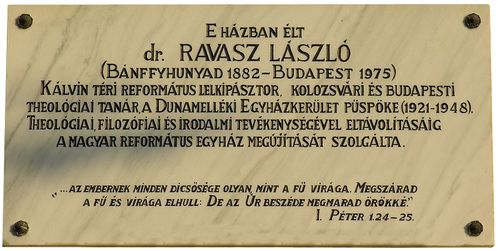 E HÁZBAN ÉLT
dr. RAVASZ LÁSZLÓ
(BÁNFFYHUNYAD 1882-BUDAPEST 1975)
KÁLVIN TÉRI REFORMÁTUS LELKIPÁSZTOR, KOLOZSVÁRI ÉS BUDAPESTI
THEOLÓGIAI TANÁR, A DUNAMELLÉKI EGYHÁZKERÜLET PÜSPÖKE (1921-1948).
THEOLÓGIAI, FILOZÓFIAI ÉS IRODALMI TEVÉKENYSÉGÉVEL ELTÁVOLÍTÁSÁIG
A MAGYAR REFORMÁTUS EGYHÁZ MEGÚJÍTÁSÁT SZOLGÁLTA.
"...AZ EMBERNEK MINDEN DICSŐSÉGE OLYAN, MINT A FŰ VIRÁGA. MEGSZÁRAD
A FŰ ÉS VIRÁGA ELHULL: DE AZ ÚR BESZÉDE MEGMARAD ÖRÖKKÉ."
I. PÉTER 1.24-25.